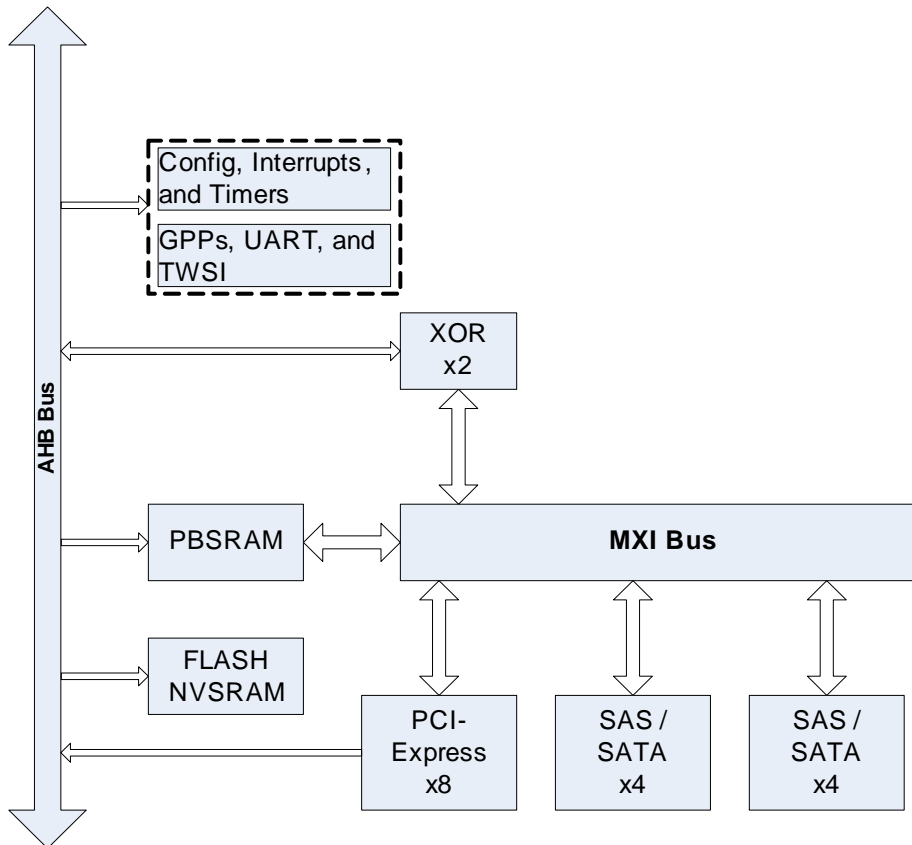 Config, Interrupts,
and Timers
GPPs, UART, and
TWSI
XOR
x2
AHB Bus
PBSRAM
MXI Bus
FLASH
NVSRAM
PCI-
Express
x8
SAS /
SATA
x4
SAS /
SATA
x4